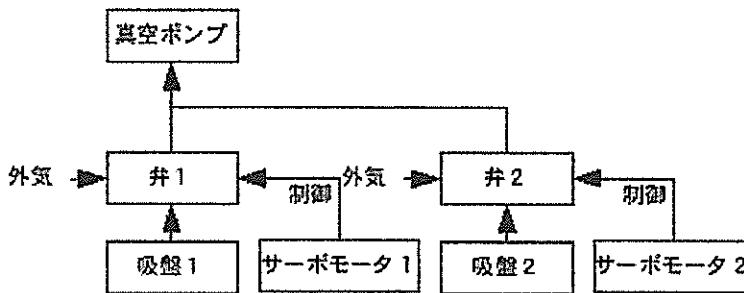 真空ポンプ
外気
弁1
制御
外気
弁2
制御
吸盤1
サーボモータ1
吸盤2
サーボモータ2